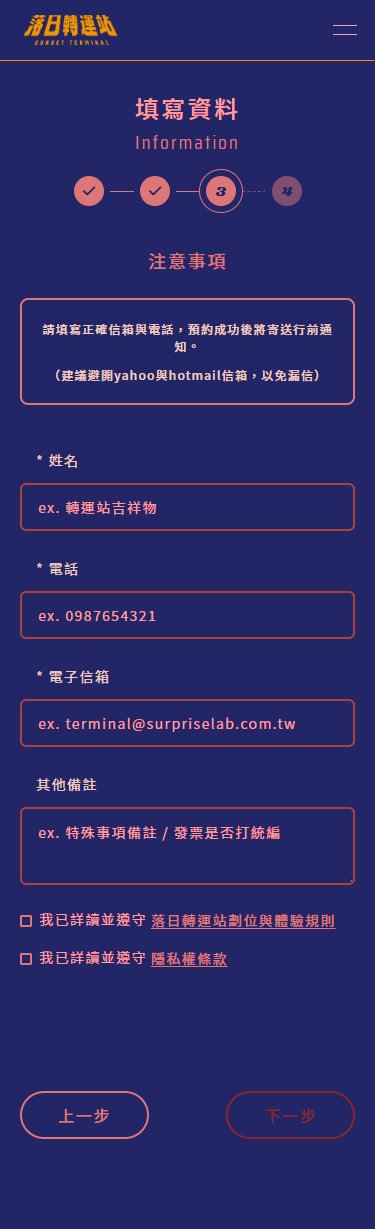 落日轉運站
SUNSET TERMINAL
填寫資料
Information
3
4
注意事項
請填寫正確信箱與電話，預約成功後將寄送行前通
知。
（建議避開yahoo與hotmail信箱，以免漏信）
* 姓名
ex. 轉運站吉祥物
* 電話
ex. 0987654321
* 電子信箱
ex. terminal@surpriselab.com.tw
其他備註
ex. 特殊事項備註 / 發票是否打統編
我已詳讀並遵守 落日轉運站劃位與體驗規則
我已詳讀並遵守 隱私權條款
上一步
下一步